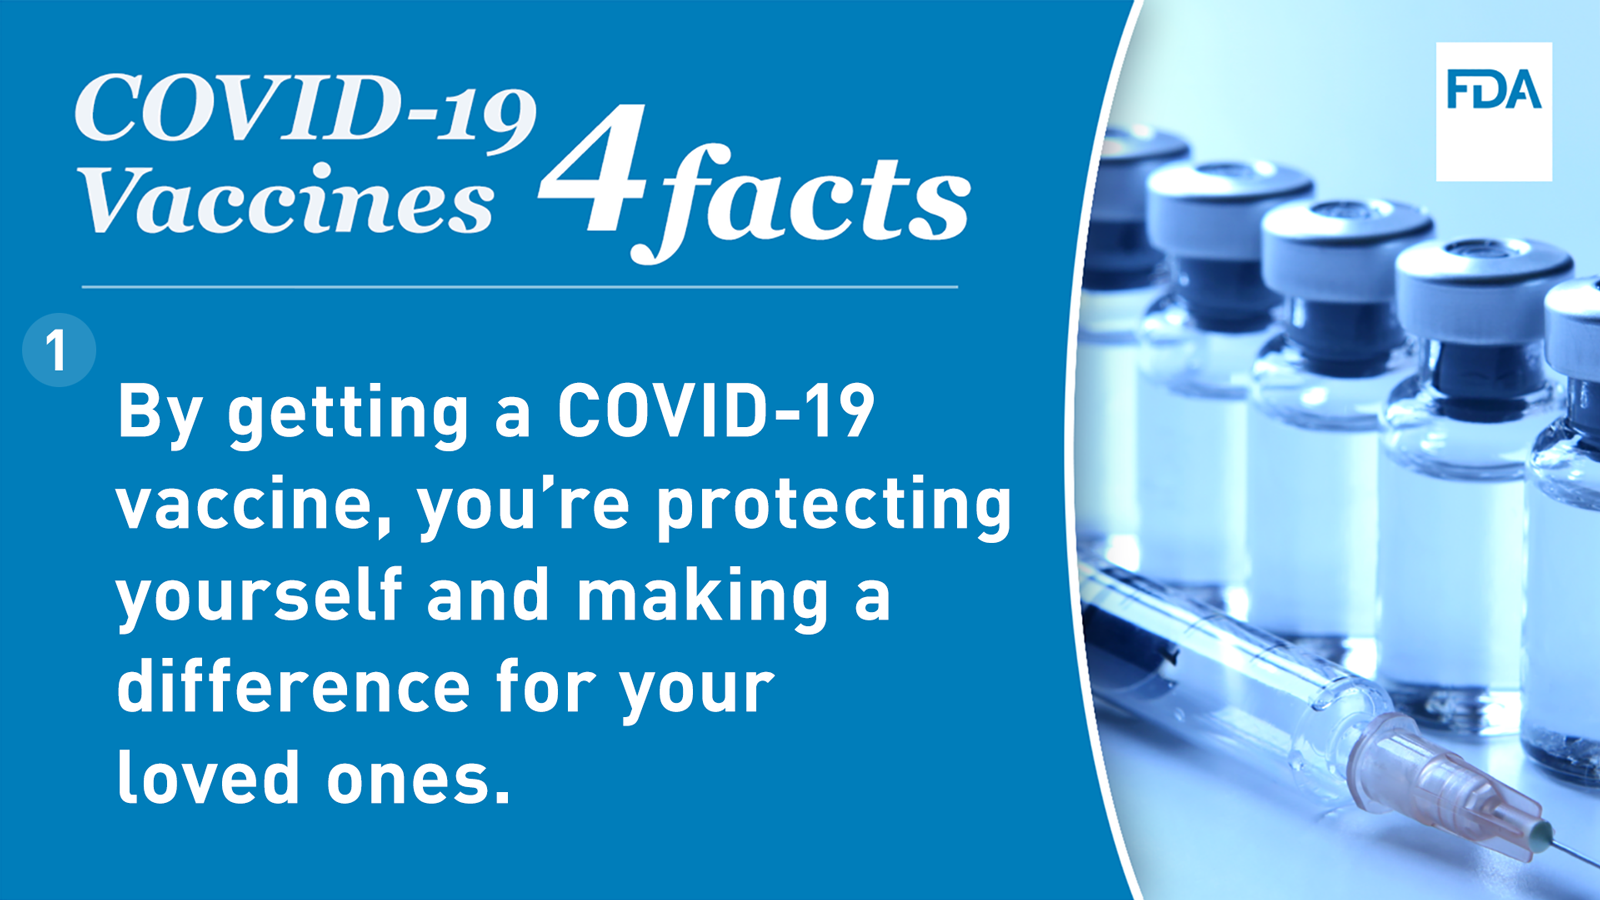 COVID-19
Vaccines 4 facts
FDA
1
By getting a COVID-19
vaccine, you’re protecting
yourself and making a
difference for your
loved ones.